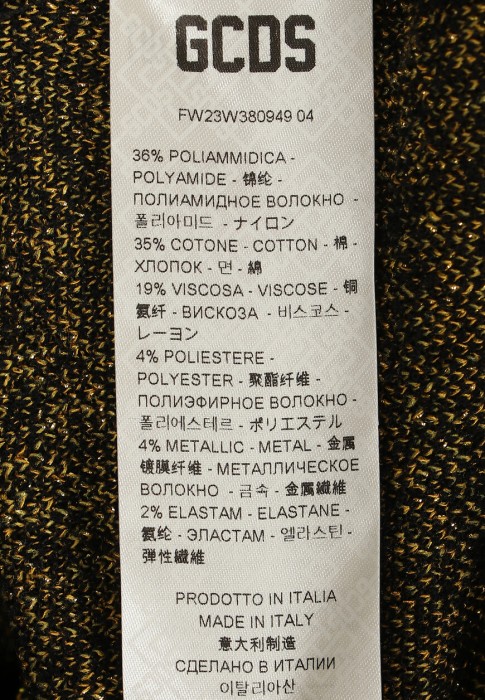 GCDS
FW23W380949 04
36% POLIAMMIDICA -
POLYAMIDE - 锦纶 -
ПОЛИАМИДНОЕ ВОЛОКНО -
폴리아미드 - ナイロン
35% COTONE - COTTON - 棉 -
ХЛОПОК - 면 - 綿
19% VISCOSA - VISCOSE - 铜
氨纤 - ВИСКОЗА - 비스코스 -
レーヨン
4% POLIESTERE -
POLYESTER - 聚酯纤维 -
ПОЛИЭФИРНОЕ ВОЛОКНО -
폴리에스테르 - ポリエステル
4% METALLIC - METAL - 金属
镀膜纤维 - МЕТАЛЛИЧЕСКОЕ
ВОЛОКНО - 금속 - 金属繊維
2% ELASTAM - ELASTANE -
氨纶 - ЭЛАСТАМ - 엘라스틴 -
弾性繊維
PRODOTTO IN ITALIA
MADE IN ITALY
意大利制造
СДЕЛАНО В ИТАЛИИ
이탈리아산